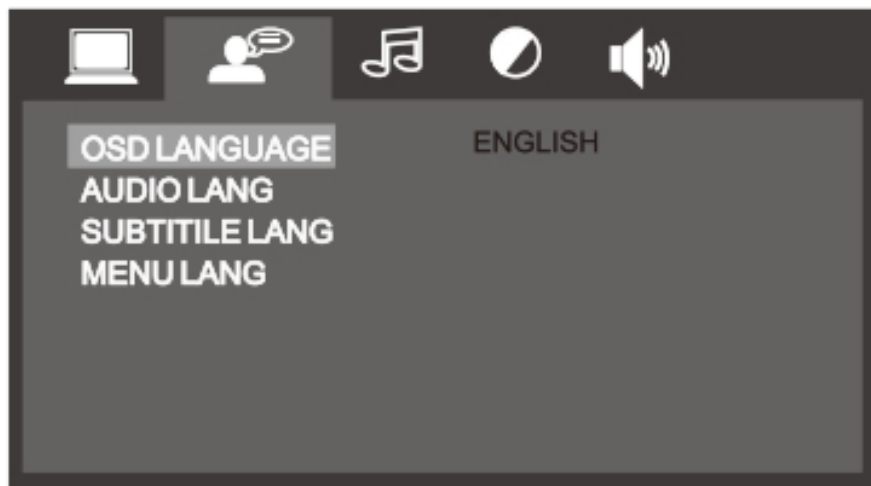 OSD LANGUAGE ENGLISH
AUDIO LANG
SUBTITILE LANG
MENU LANG